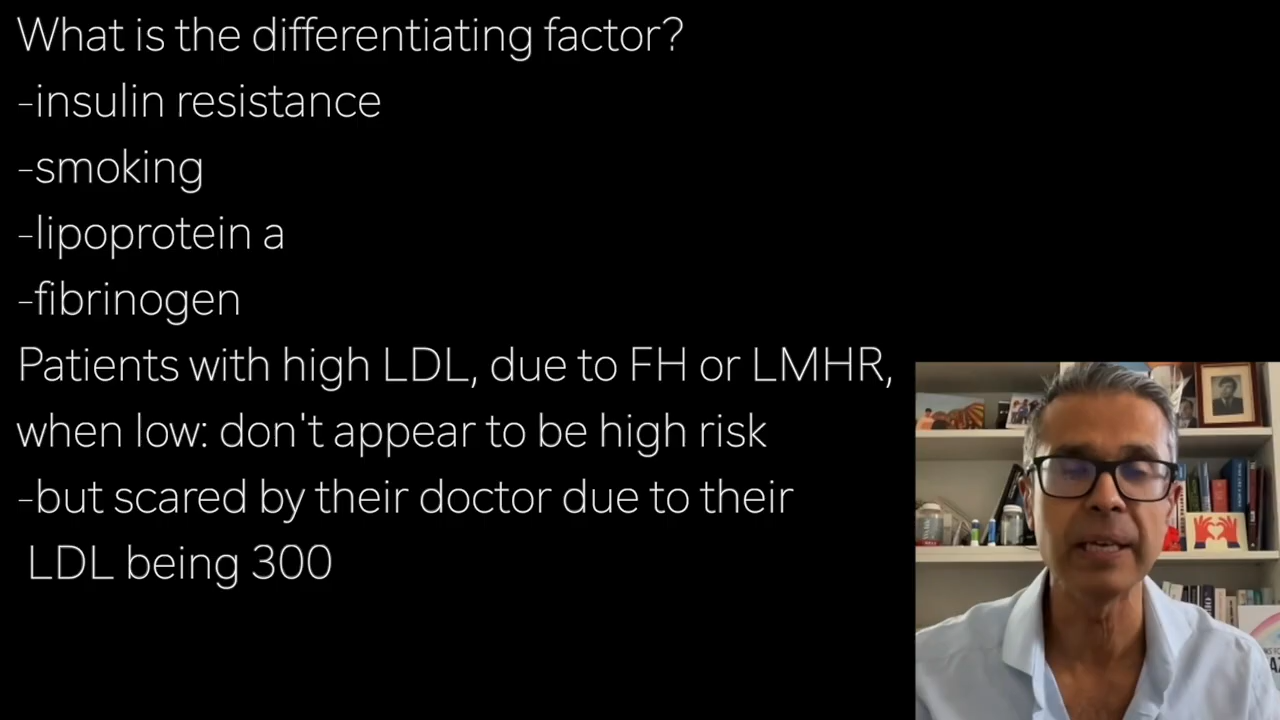 What is the differentiating factor?
-insulin resistance
-smoking
-lipoprotein a
-fibrinogen
Patients with high LDL, due to FH or LMHR,
when low: don't appear to be high risk
-but scared by their doctor due to their
LDL being 300